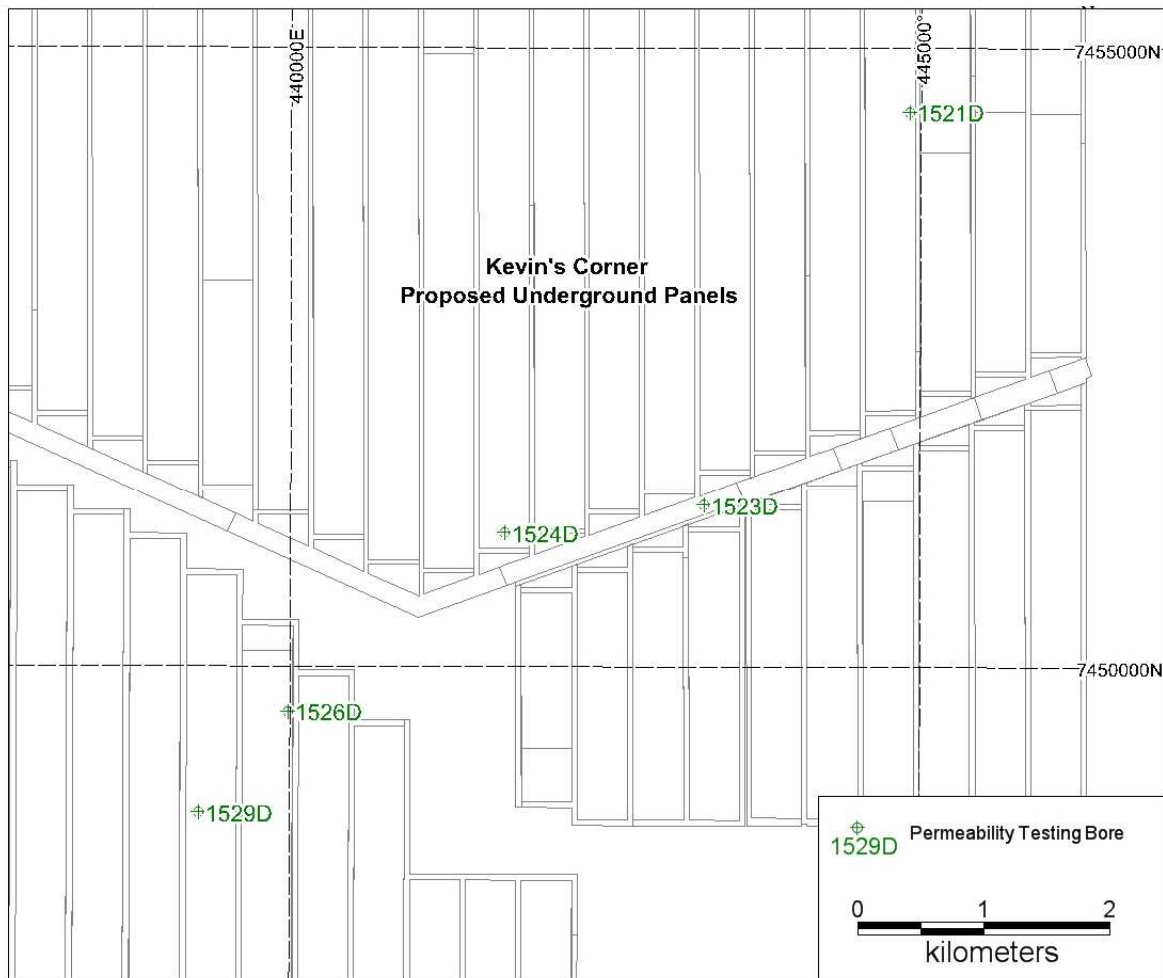 440000E
445000°
7455000N
1521D
Kevin's Corner
Proposed Underground Panels
1523D
1524D
7450000N
1526D
1529D
1529D Permeability Testing Bore
0 1 2
kilometers